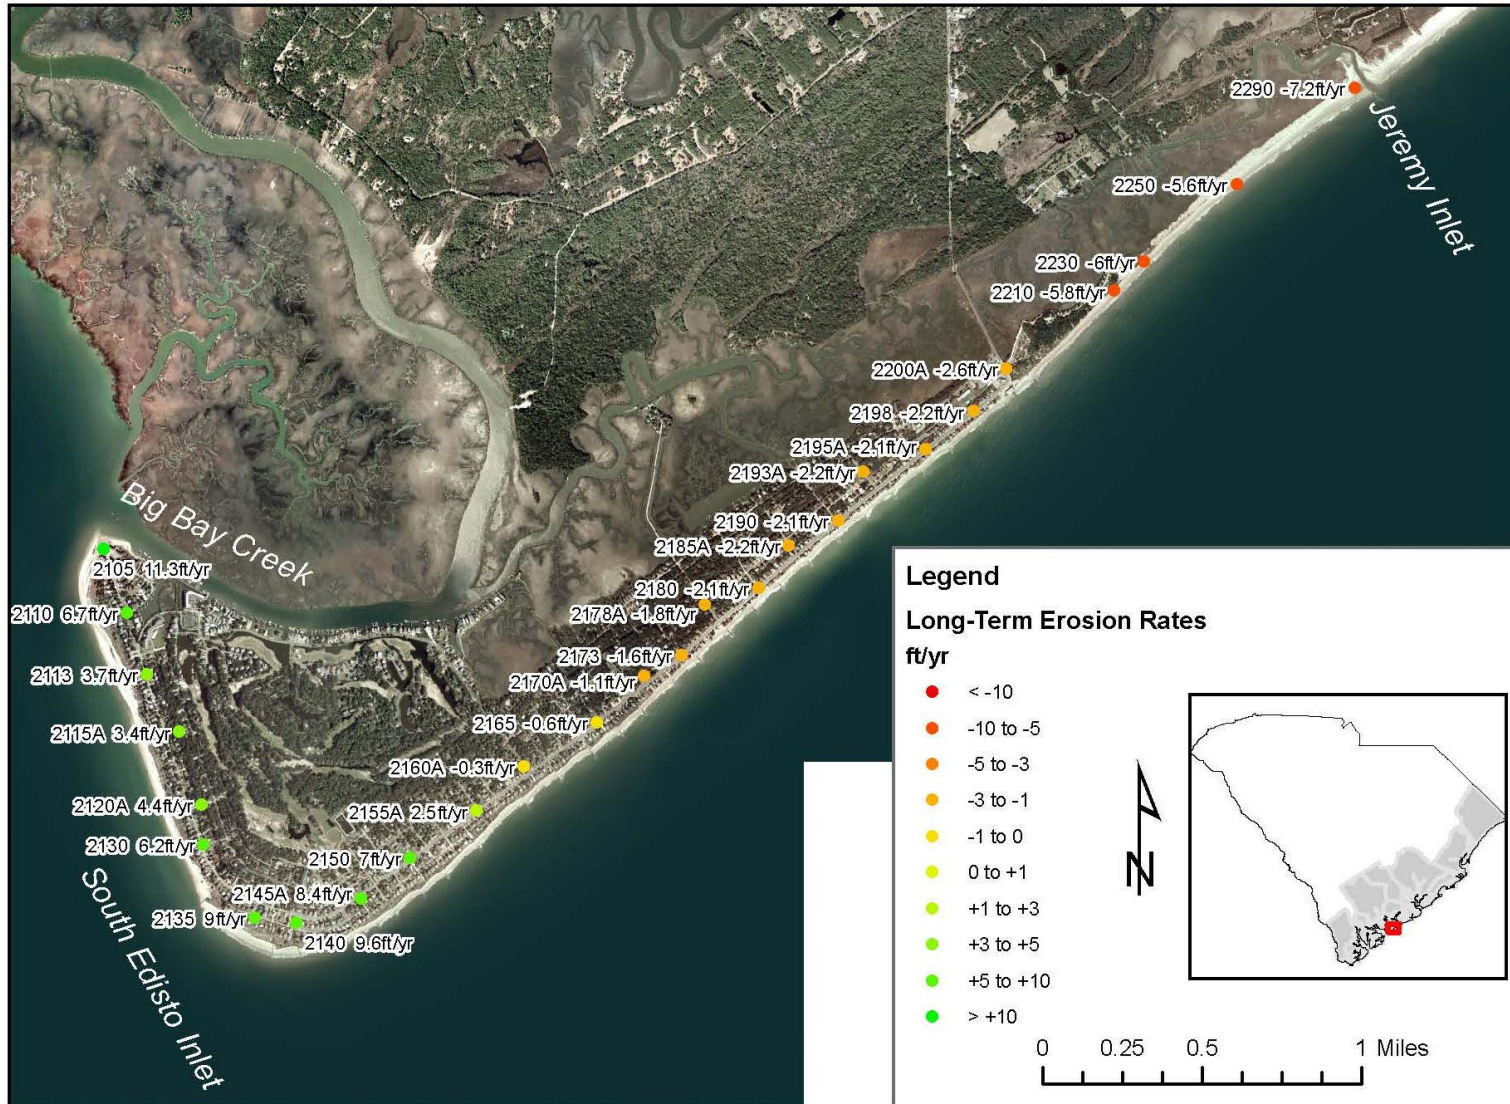 2290 -7.2ft/yr
Jeremy Inlet
2250 -5.6ft/yr
2230 -6ft/yr
2210 -5.8ft/yr
2200A -2.6ft/yr
2198 -2.2ft/yr
2195A -2.1ft/yr
2193A -2.2ft/yr
2190 -2.1ft/yr
2185A -2.2ft/yr
2180 -2.1ft/yr
2178A -1.8ft/yr
2173 -1.6ft/yr
2170A -1.1ft/yr
2165 -0.6ft/yr
2160A -0.3ft/yr
2155A 2.5ft/yr
2150 7ft/yr
2145A 8.4ft/yr
2140 9.6ft/yr
2135 9ft/yr
2130 6.2ft/yr
2120A 4.4ft/yr
2115A 3.4ft/yr
2113 3.7ft/yr
2110 6.7ft/yr
2105 11.3ft/yr
Big Bay Creek
South Edisto Inlet
Legend
Long-Term Erosion Rates
ft/yr
< -10
-10 to -5
-5 to -3
-3 to -1
-1 to 0
0 to +1
+1 to +3
+3 to +5
+5 to +10
> +10
N
0 0.25 0.5 1 Miles